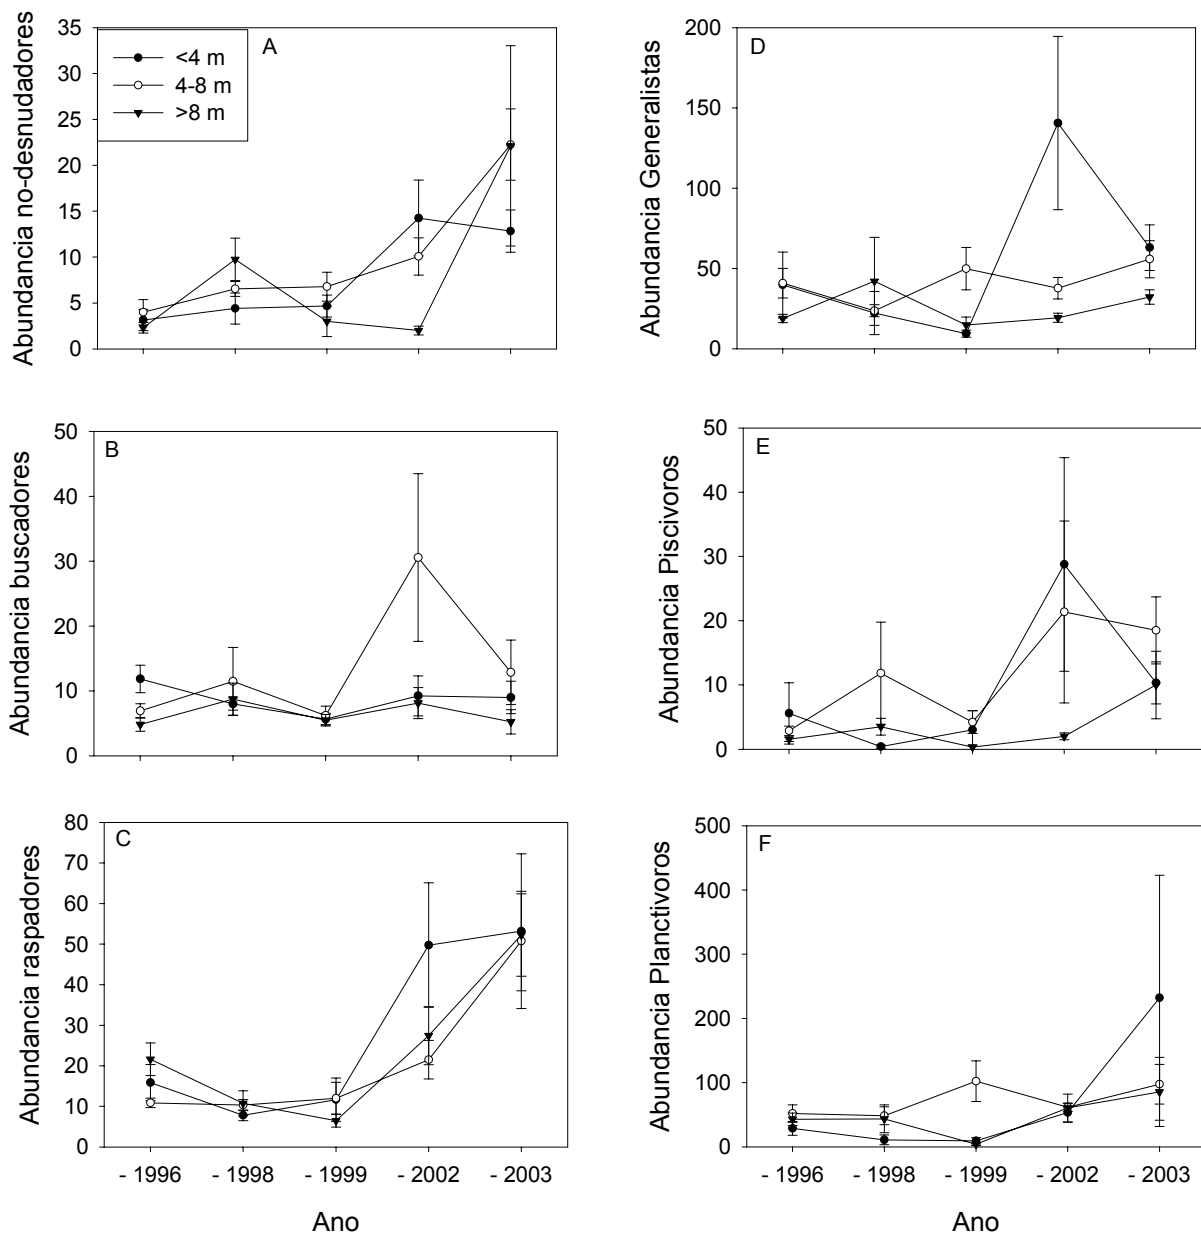 Abundancia no-desnudadores
35
30
25
20
15
10
5
0
<4 m
4-8 m
>8 m
A
Abundancia Generalistas
200
150
100
50
0
D
Abundancia buscadores
50
40
30
20
10
0
B
Abundancia Piscivoros
50
40
30
20
10
0
E
Abundancia raspadores
80
70
60
50
40
30
20
10
0
C
- 1996 - 1998 - 1999 - 2002 - 2003
Ano
Abundancia Planctivoros
500
400
300
200
100
0
F
- 1996 - 1998 - 1999 - 2002 - 2003
Ano